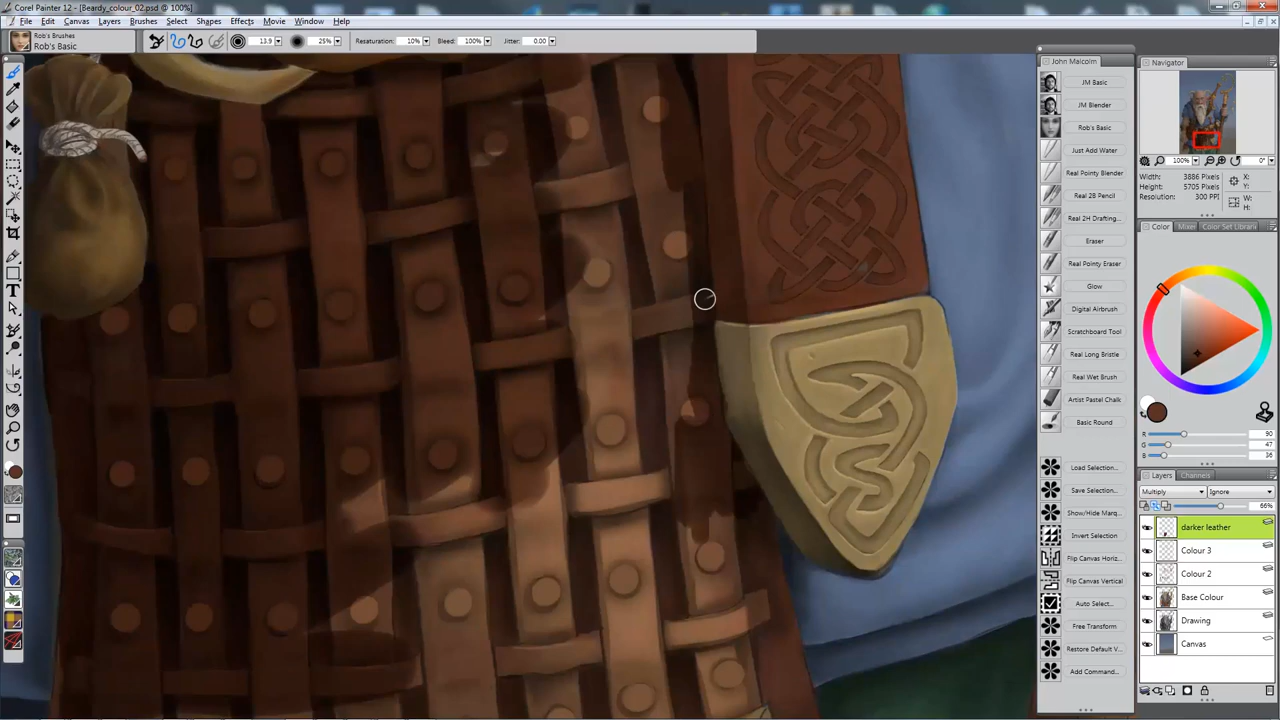 Corel Painter 12 - [Beardy_colour_02.psd @ 100%]
File Edit Canvas Layers Brushes Select Shapes Effects Movie Window Help
Rob's Brushes
Rob's Basic
13.9 25% Resaturation: 10% Bleed: 100% Jitter: 0.00
John Malcolm
JM Basic
JM Blender
Rob's Basic
Just Add Water
Real Pointy Blender
Real 2B Pencil
Real 2H Drafting...
Eraser
Real Pointy Eraser
Glow
Digital Airbrush
Scratchboard Tool
Real Long Bristle
Real Wet Brush
Artist Pastel Chalk
Basic Round
Load Selection...
Save Selection...
Show/Hide Marq...
Invert Selection
Flip Canvas Horiz...
Flip Canvas Vertical
Auto Select...
Free Transform
Restore Default V...
Add Command...
Navigator
100% 0°
Width: 3886 Pixels
Height: 5705 Pixels
Resolution: 300 PPI
X:
Y:
W:
H:
Color Mixer Color Set Librari
R 90
G 47
B 36
Layers Channels
Multiply Ignore
66%
darker leather
Colour 3
Colour 2
Base Colour
Drawing
Canvas